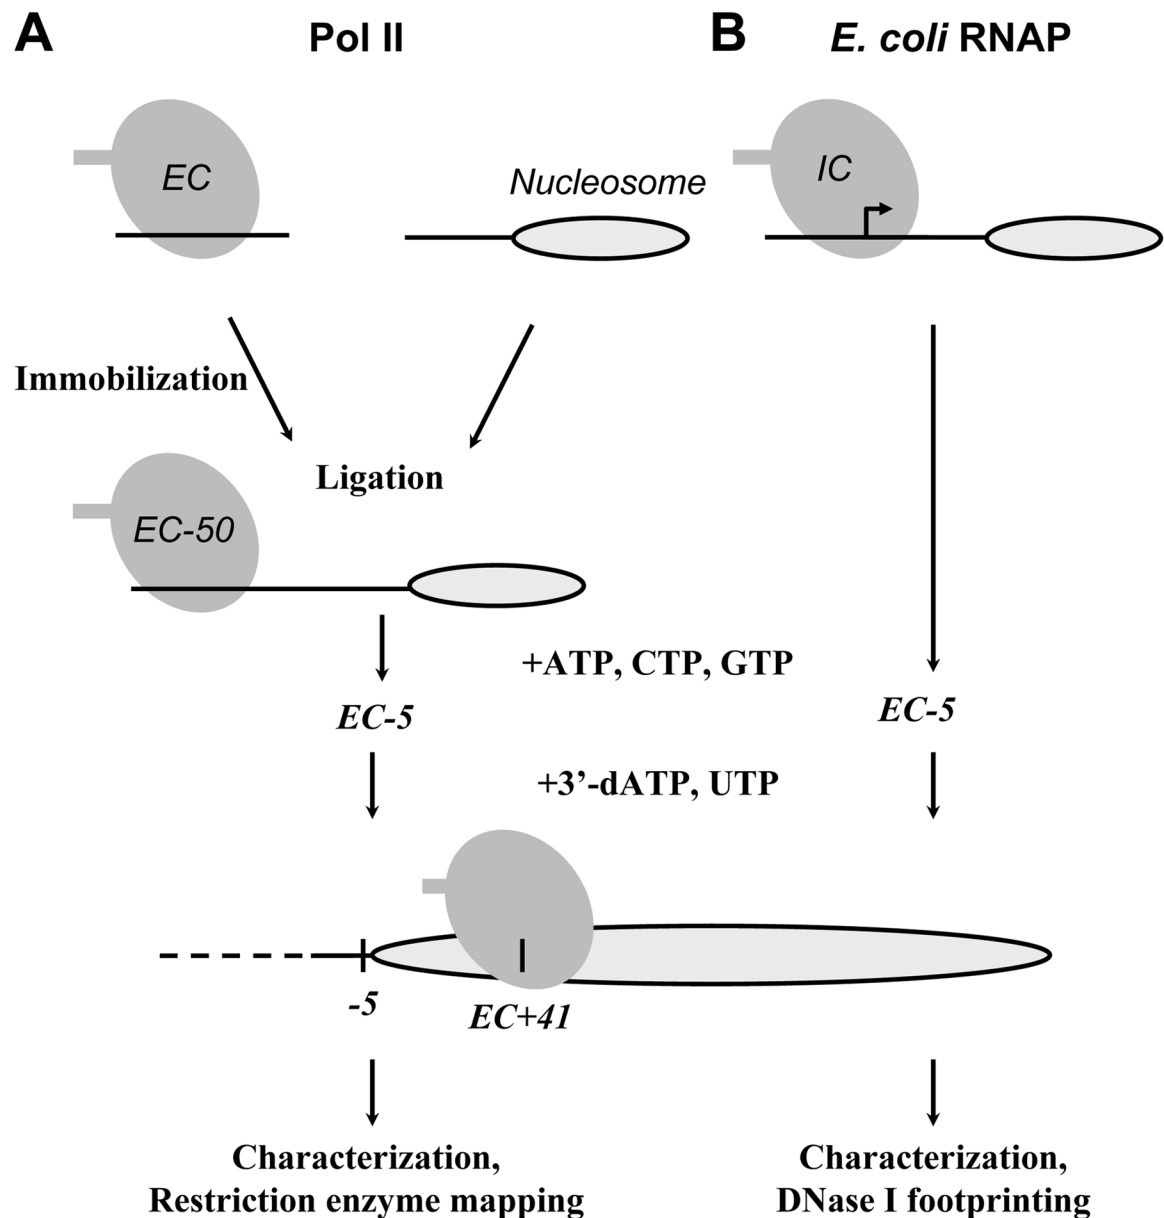 A
Pol II
B
E. coli RNAP
EC
Nucleosome
IC
Immobilization
Ligation
EC-50
+ATP, CTP, GTP
EC-5
EC-5
+3’-dATP, UTP
-5
EC+41
Characterization,
Restriction enzyme mapping
Characterization,
DNase I footprinting